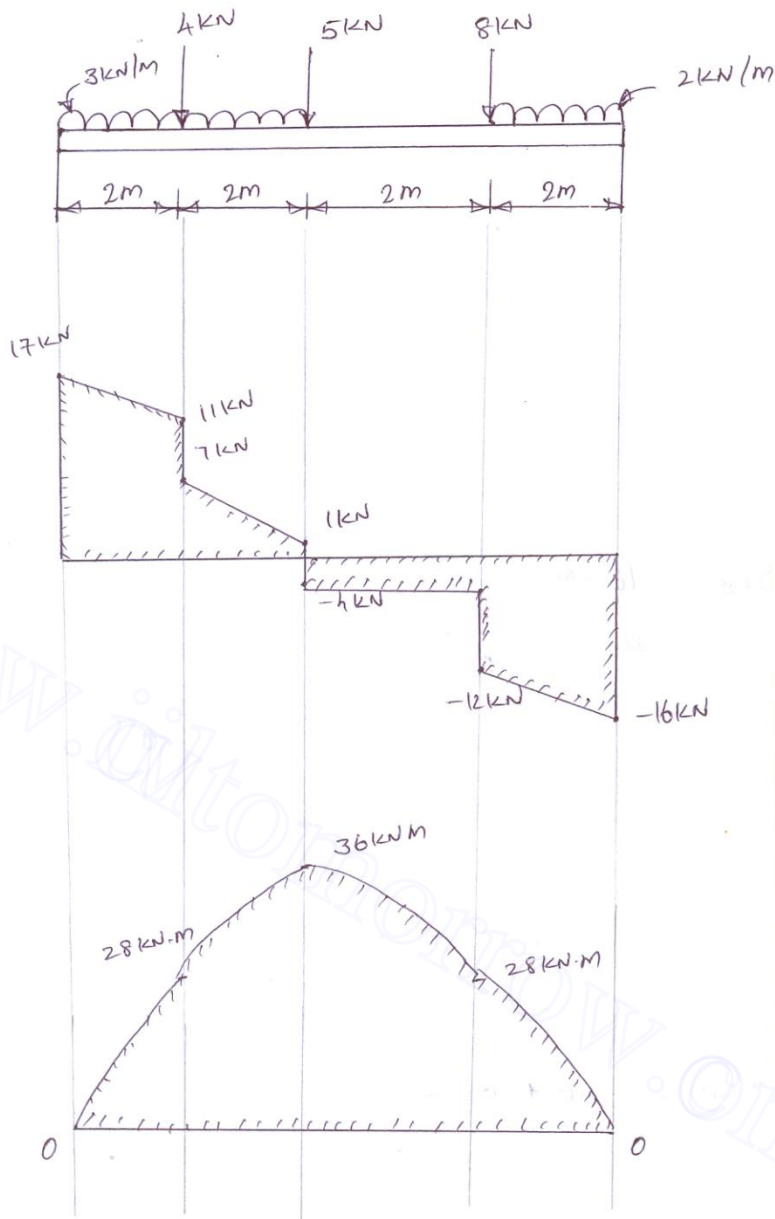 4KN 5KN 8KN
3KN/m 2KN/m
2m 2m 2m 2m
17KN
11KN
7KN
1KN
-4KN
-12KN
-16KN
36KNM
28KN.M 28KN.M
0 0